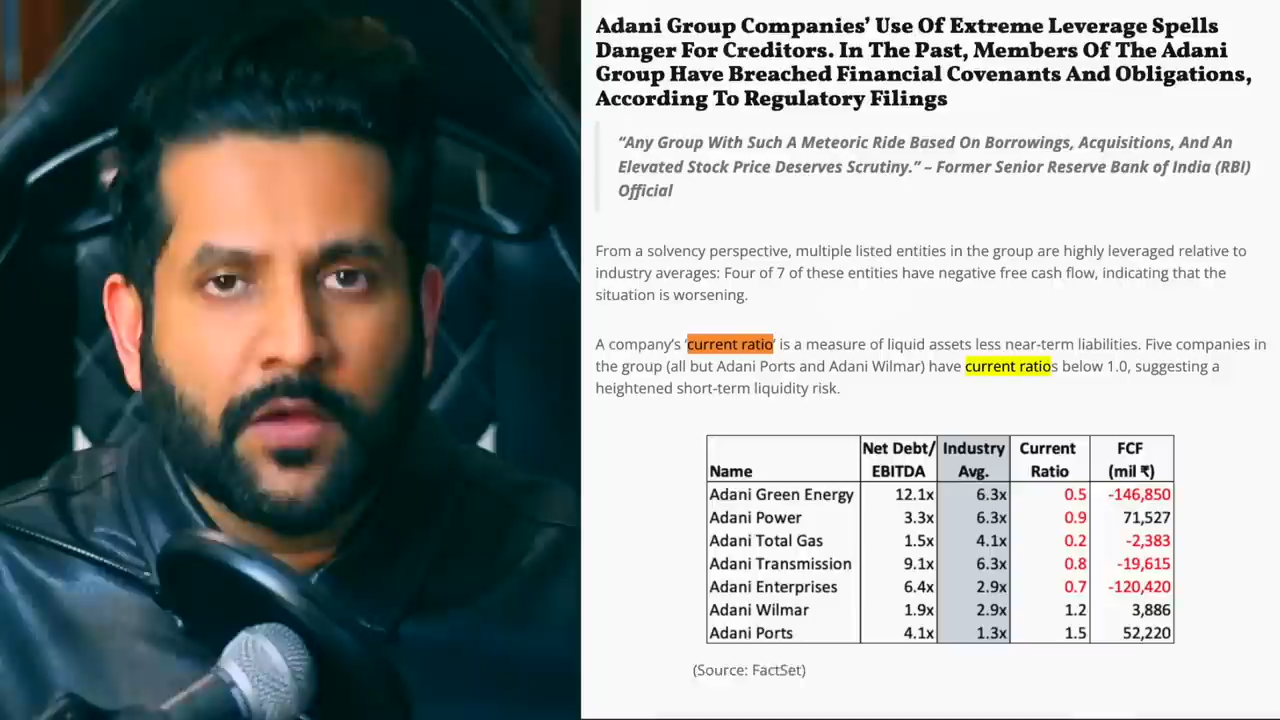 Adani Group Companies’ Use Of Extreme Leverage Spells
Danger For Creditors. In The Past, Members Of The Adani
Group Have Breached Financial Covenants And Obligations,
According To Regulatory Filings
“Any Group With Such A Meteoric Ride Based On Borrowings, Acquisitions, And An
Elevated Stock Price Deserves Scrutiny.” – Former Senior Reserve Bank of India (RBI)
Official
From a solvency perspective, multiple listed entities in the group are highly leveraged relative to
industry averages: Four of 7 of these entities have negative free cash flow, indicating that the
situation is worsening.
A company’s ‘current ratio’ is a measure of liquid assets less near-term liabilities. Five companies in
the group (all but Adani Ports and Adani Wilmar) have current ratios below 1.0, suggesting a
heightened short-term liquidity risk.
Name Net Debt/ EBITDA Industry Avg. Current Ratio FCF (mil ₹)
Adani Green Energy 12.1x 6.3x 0.5 -146,850
Adani Power 3.3x 6.3x 0.9 71,527
Adani Total Gas 1.5x 4.1x 0.2 -2,383
Adani Transmission 9.1x 6.3x 0.8 -19,615
Adani Enterprises 6.4x 2.9x 0.7 -120,420
Adani Wilmar 1.9x 2.9x 1.2 3,886
Adani Ports 4.1x 1.3x 1.5 52,220
(Source: FactSet)